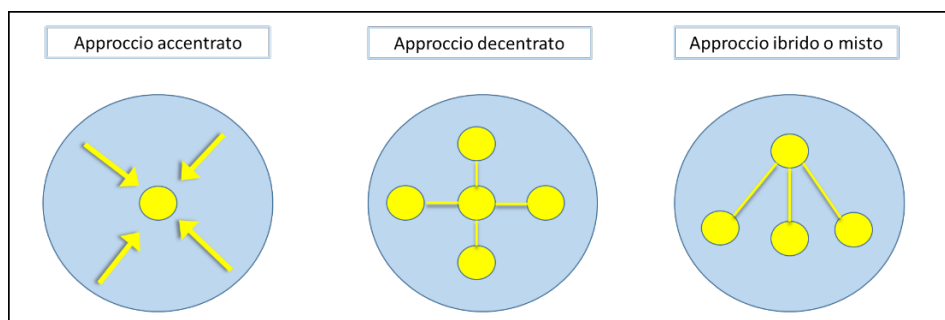 Approccio accentrato
Approccio decentrato
Approccio ibrido o misto